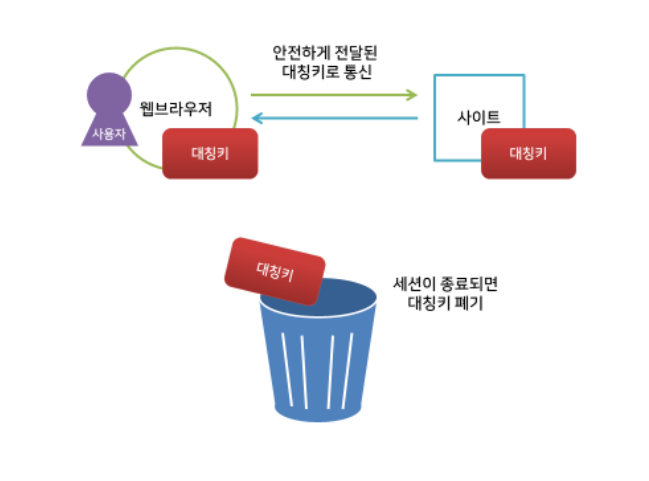 안전하게 전달된
대칭키로 통신
웹브라우저
사용자
대칭키
사이트
대칭키
대칭키
세션이 종료되면
대칭키 폐기